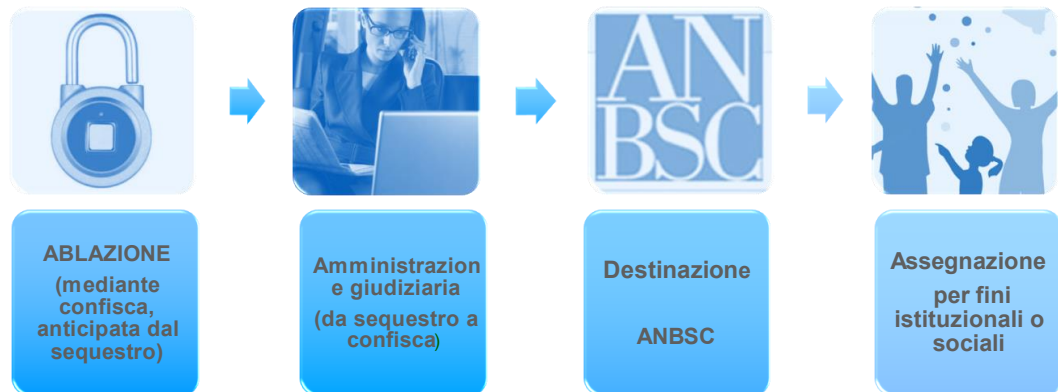 AN
BSC
ABLAZIONE
(mediante
confisca,
anticipata dal
sequestro)
Amministrazion
e giudiziaria
(da sequestro a
confisca)
Destinazione
ANBSC
Assegnazione
per fini
istituzionali o
sociali